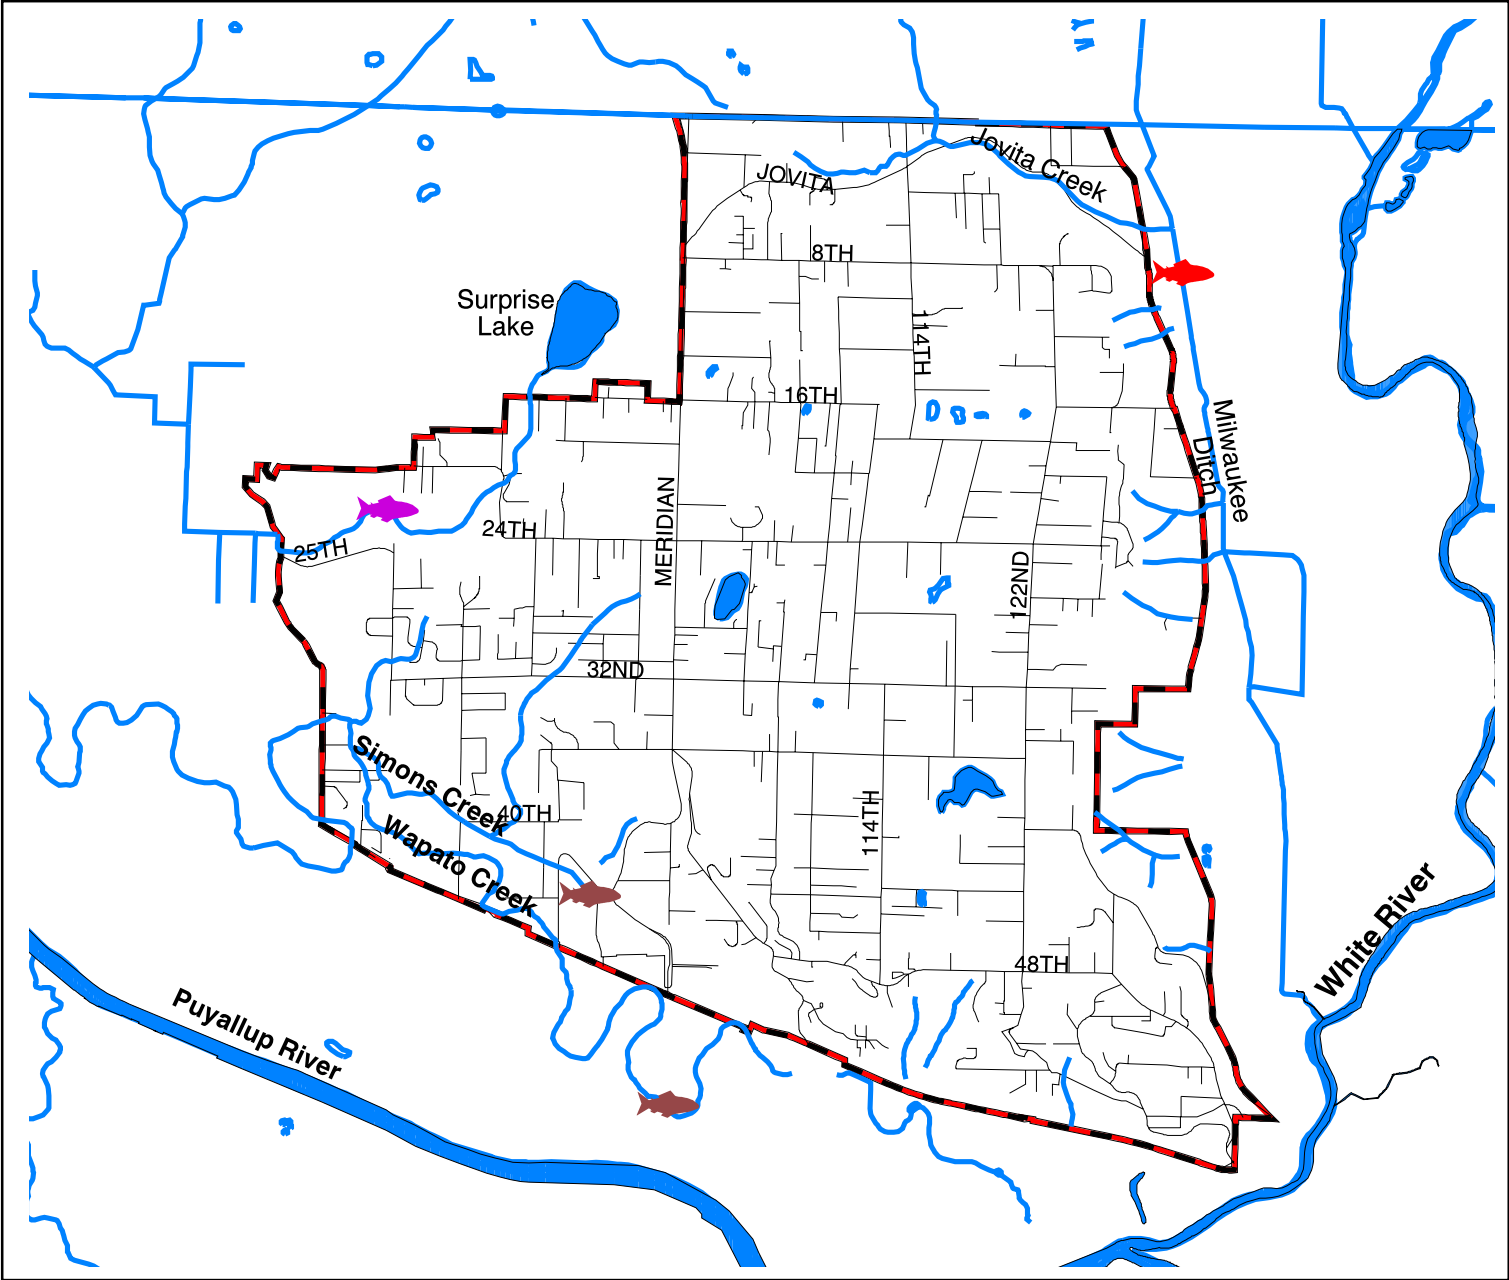 Jovita Creek
JOVITA
8TH
Surprise
Lake
114TH
16TH
Milwaukee
Ditch
MERIDIAN
24TH
25TH
122ND
32ND
Simons Creek
40TH
114TH
Wapato Creek
White River
48TH
Puyallup River